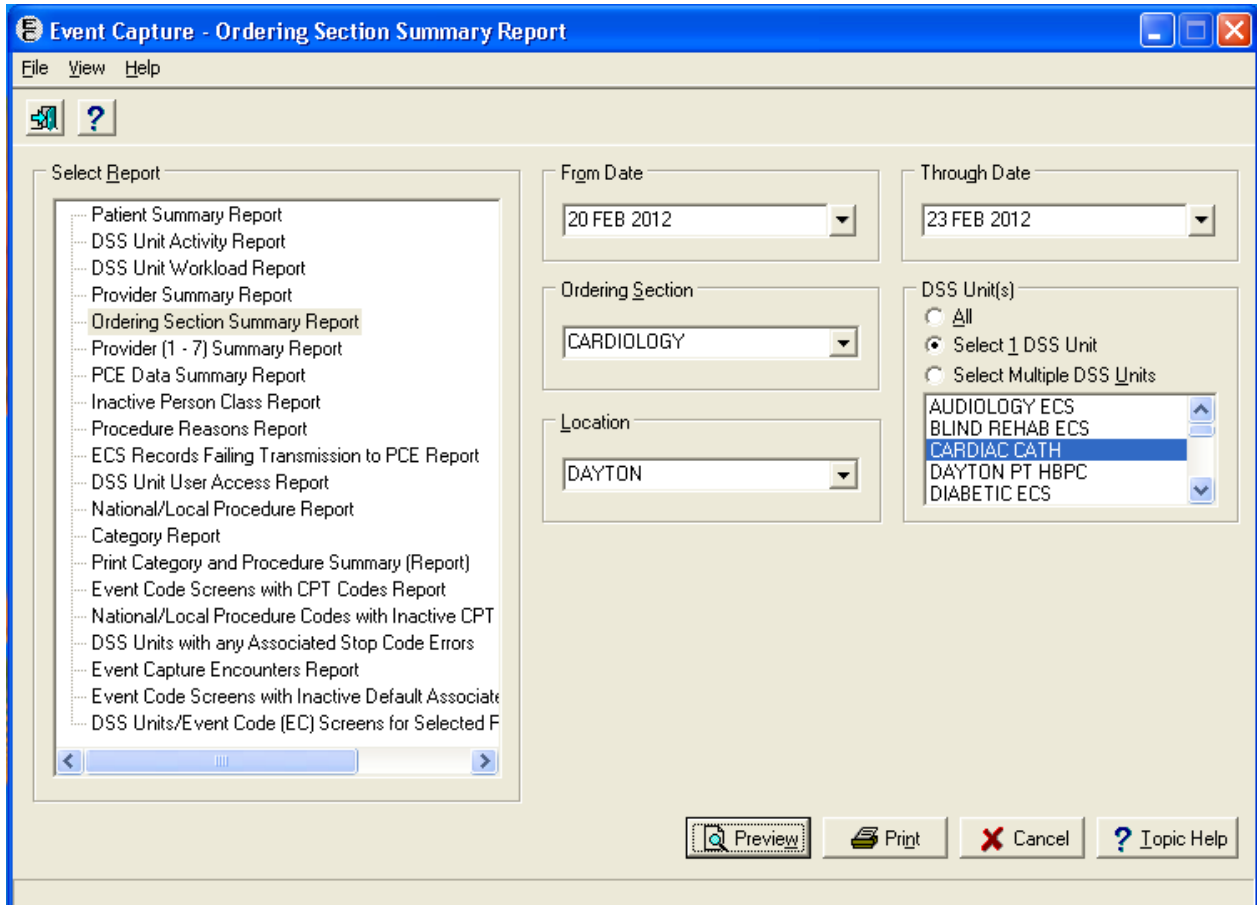 Event Capture - Ordering Section Summary Report
File View Help
Select Report
Patient Summary Report
DSS Unit Activity Report
DSS Unit Workload Report
Provider Summary Report
Ordering Section Summary Report
Provider (1 - 7) Summary Report
PCE Data Summary Report
Inactive Person Class Report
Procedure Reasons Report
ECS Records Failing Transmission to PCE Report
DSS Unit User Access Report
National/Local Procedure Report
Category Report
Print Category and Procedure Summary (Report)
Event Code Screens with CPT Codes Report
National/Local Procedure Codes with Inactive CPT
DSS Units with any Associated Stop Code Errors
Event Capture Encounters Report
Event Code Screens with Inactive Default Associate
DSS Units/Event Code (EC) Screens for Selected F
From Date
20 FEB 2012
Through Date
23 FEB 2012
Ordering Section
CARDIOLOGY
Location
DAYTON
DSS Unit(s)
All
Select 1 DSS Unit
Select Multiple DSS Units
AUDIOLOGY ECS
BLIND REHAB ECS
CARDIAC CATH
DAYTON PT HBPC
DIABETIC ECS
Preview Print Cancel ? Topic Help